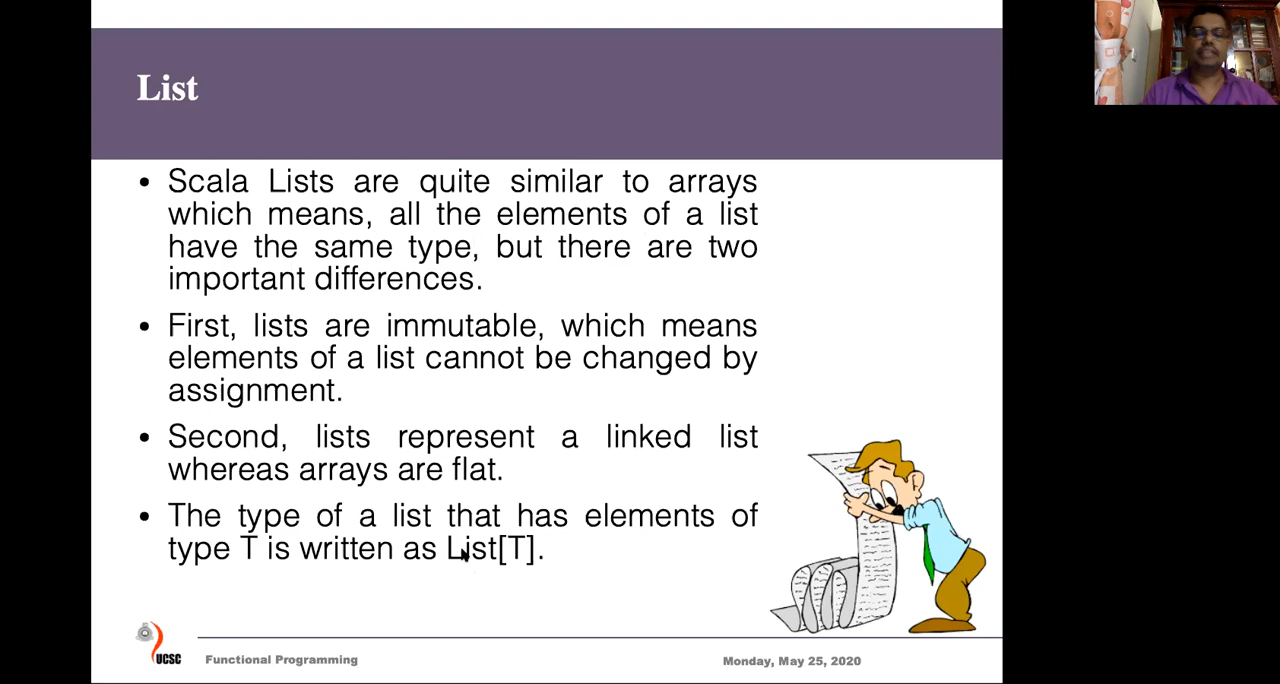 List
• Scala Lists are quite similar to arrays
which means, all the elements of a list
have the same type, but there are two
important differences.
• First, lists are immutable, which means
elements of a list cannot be changed by
assignment.
• Second, lists represent a linked list
whereas arrays are flat.
• The type of a list that has elements of
type T is written as List[T].
UCSC
Functional Programming
Monday, May 25, 2020